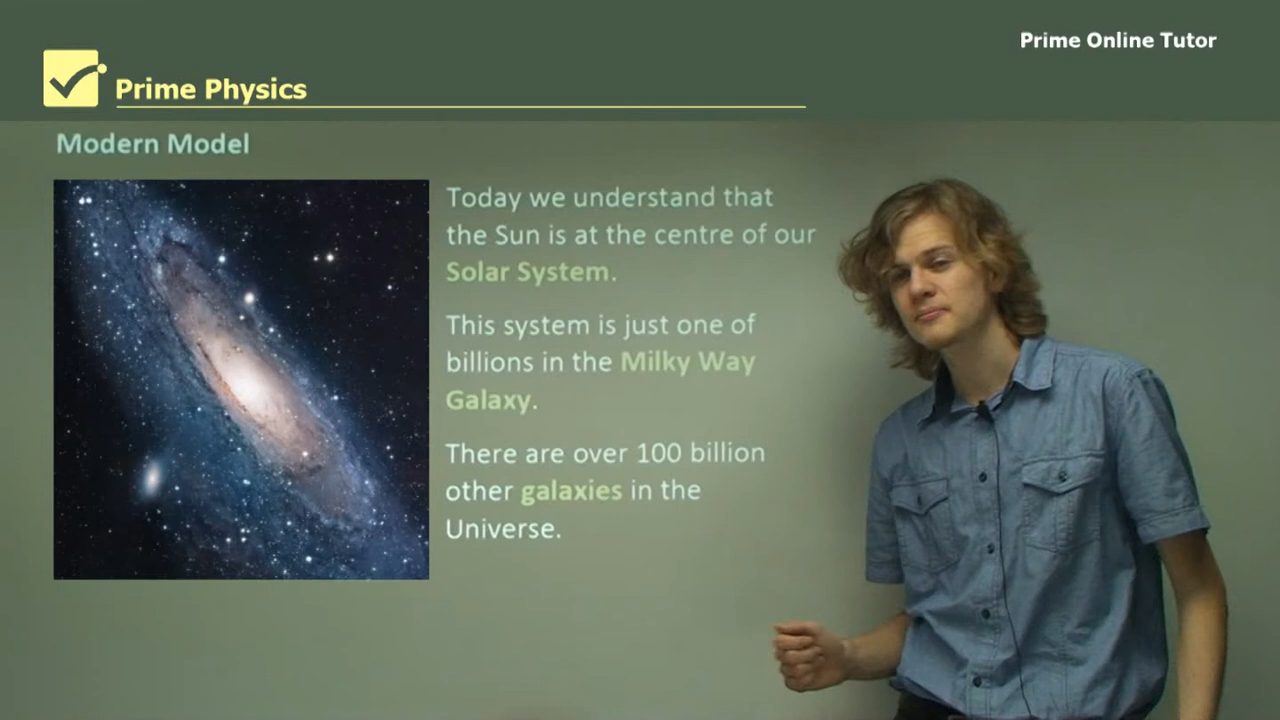 Prime Online Tutor
Prime Physics
Modern Model
Today we understand that
the Sun is at the centre of our
Solar System.
This system is just one of
billions in the Milky Way
Galaxy.
There are over 100 billion
other galaxies in the
Universe.